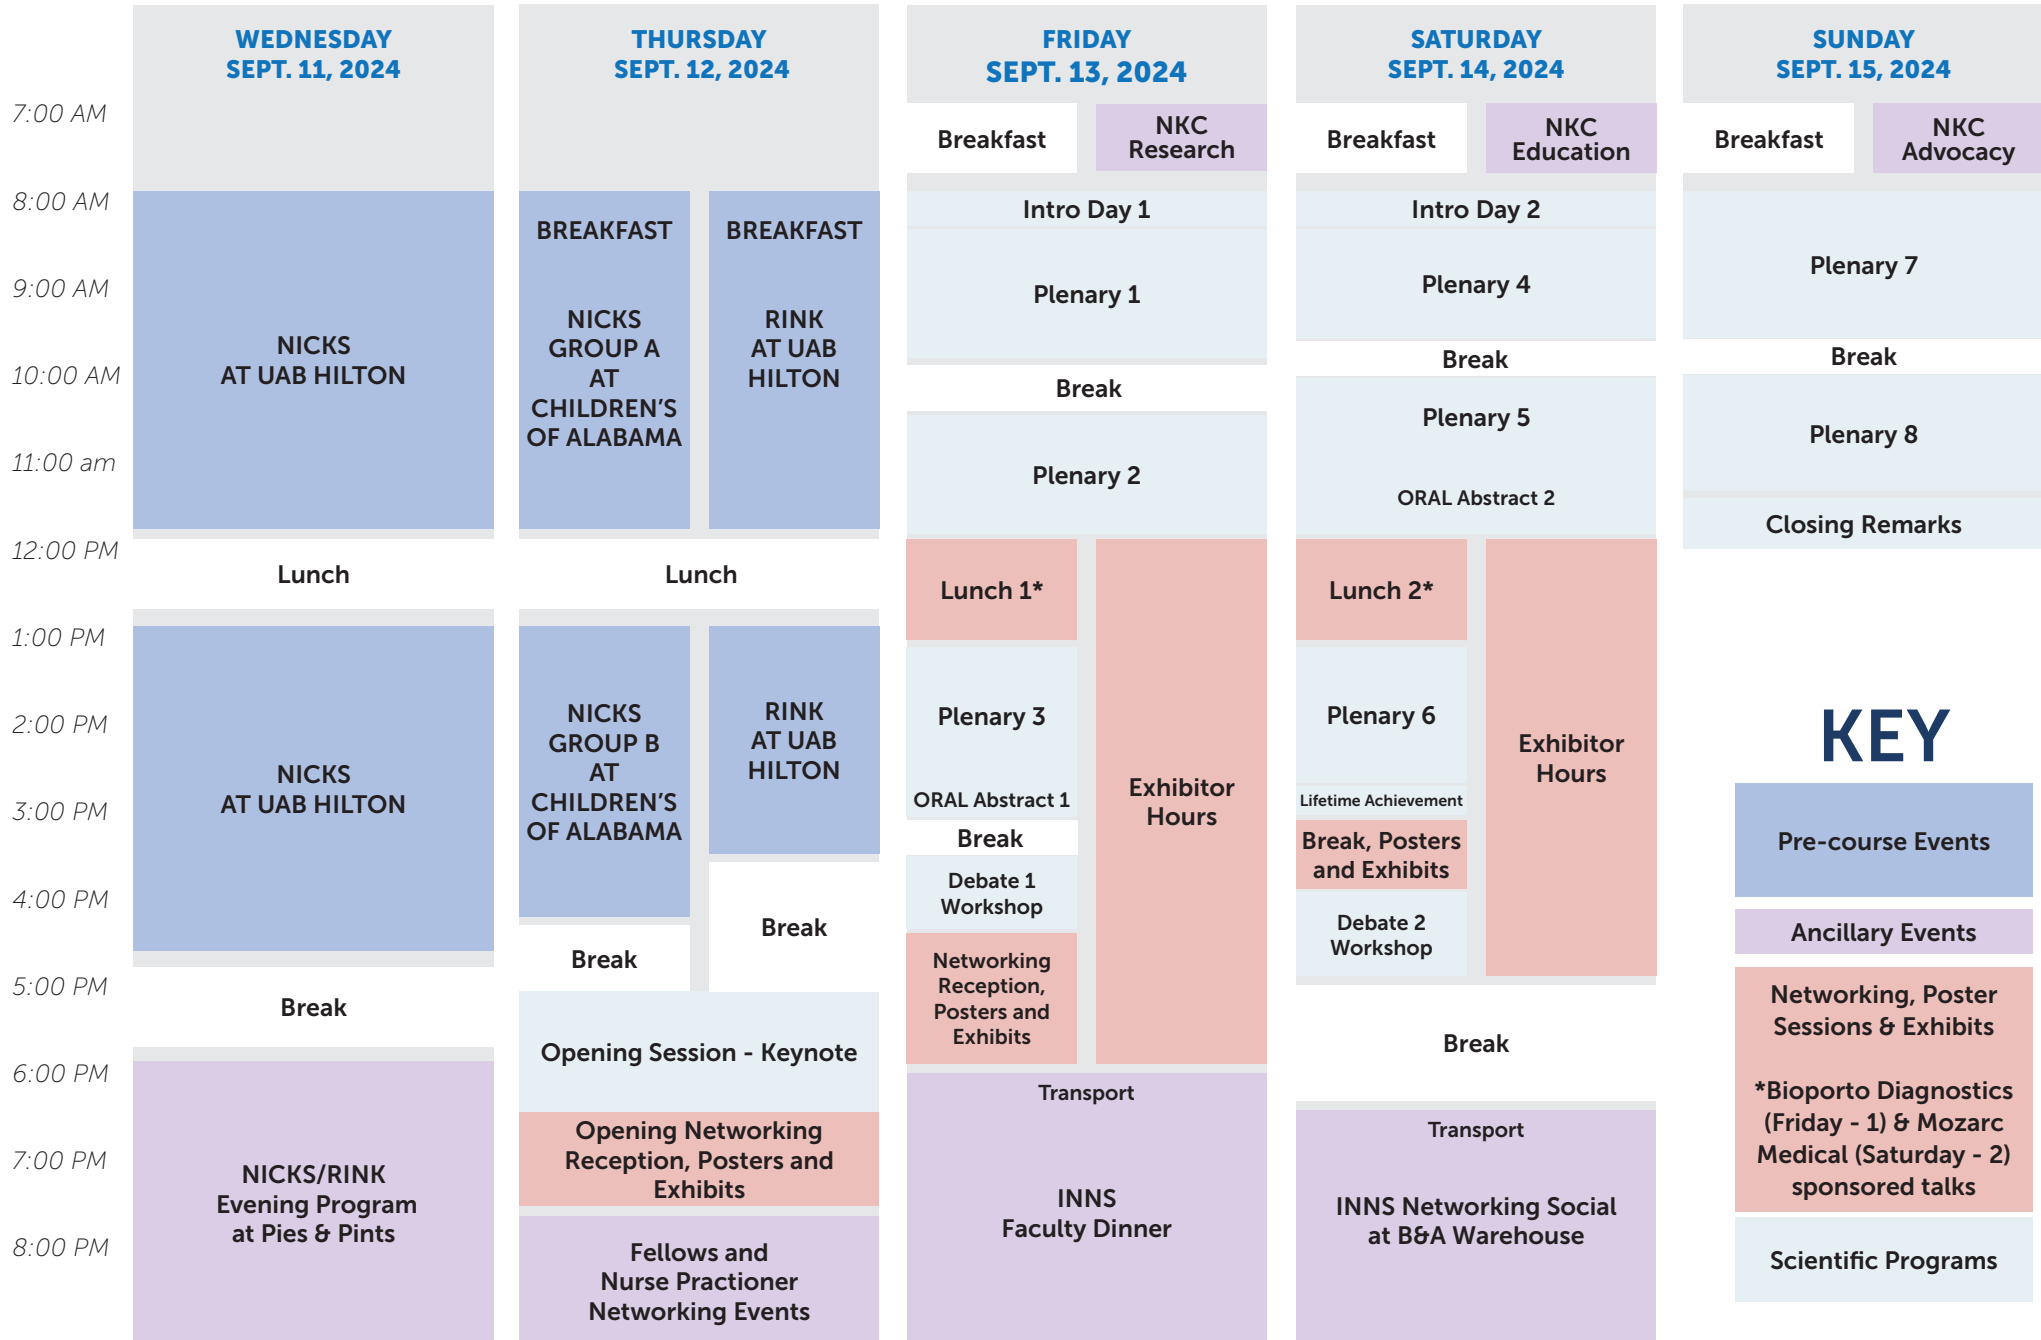 WEDNESDAY
SEPT. 11, 2024
THURSDAY
SEPT. 12, 2024
FRIDAY
SEPT. 13, 2024
SATURDAY
SEPT. 14, 2024
SUNDAY
SEPT. 15, 2024
7:00 AM
8:00 AM
9:00 AM
10:00 AM
11:00 am
12:00 PM
1:00 PM
2:00 PM
3:00 PM
4:00 PM
5:00 PM
6:00 PM
7:00 PM
8:00 PM
NICKS
AT UAB HILTON
Lunch
NICKS
AT UAB HILTON
Break
NICKS/RINK
Evening Program
at Pies & Pints
BREAKFAST
NICKS
GROUP A
AT
CHILDREN'S
OF ALABAMA
BREAKFAST
RINK
AT UAB
HILTON
Lunch
NICKS
GROUP B
AT
CHILDREN'S
OF ALABAMA
RINK
AT UAB
HILTON
Break
Break
Opening Session - Keynote
Opening Networking
Reception, Posters and
Exhibits
Fellows and
Nurse Practioner
Networking Events
Breakfast
NKC
Research
Intro Day 1
Plenary 1
Break
Plenary 2
Lunch 1*
Plenary 3
ORAL Abstract 1
Break
Debate 1
Workshop
Networking
Reception,
Posters and
Exhibits
Exhibitor
Hours
Transport
INNS
Faculty Dinner
Breakfast
NKC
Education
Intro Day 2
Plenary 4
Break
Plenary 5
ORAL Abstract 2
Lunch 2*
Plenary 6
Lifetime Achievement
Break, Posters
and Exhibits
Debate 2
Workshop
Exhibitor
Hours
Break
Transport
INNS Networking Social
at B&A Warehouse
Breakfast
NKC
Advocacy
Plenary 7
Break
Plenary 8
Closing Remarks
KEY
Pre-course Events
Ancillary Events
Networking, Poster
Sessions & Exhibits
*Bioporto Diagnostics
(Friday - 1) & Mozarc
Medical (Saturday - 2)
sponsored talks
Scientific Programs